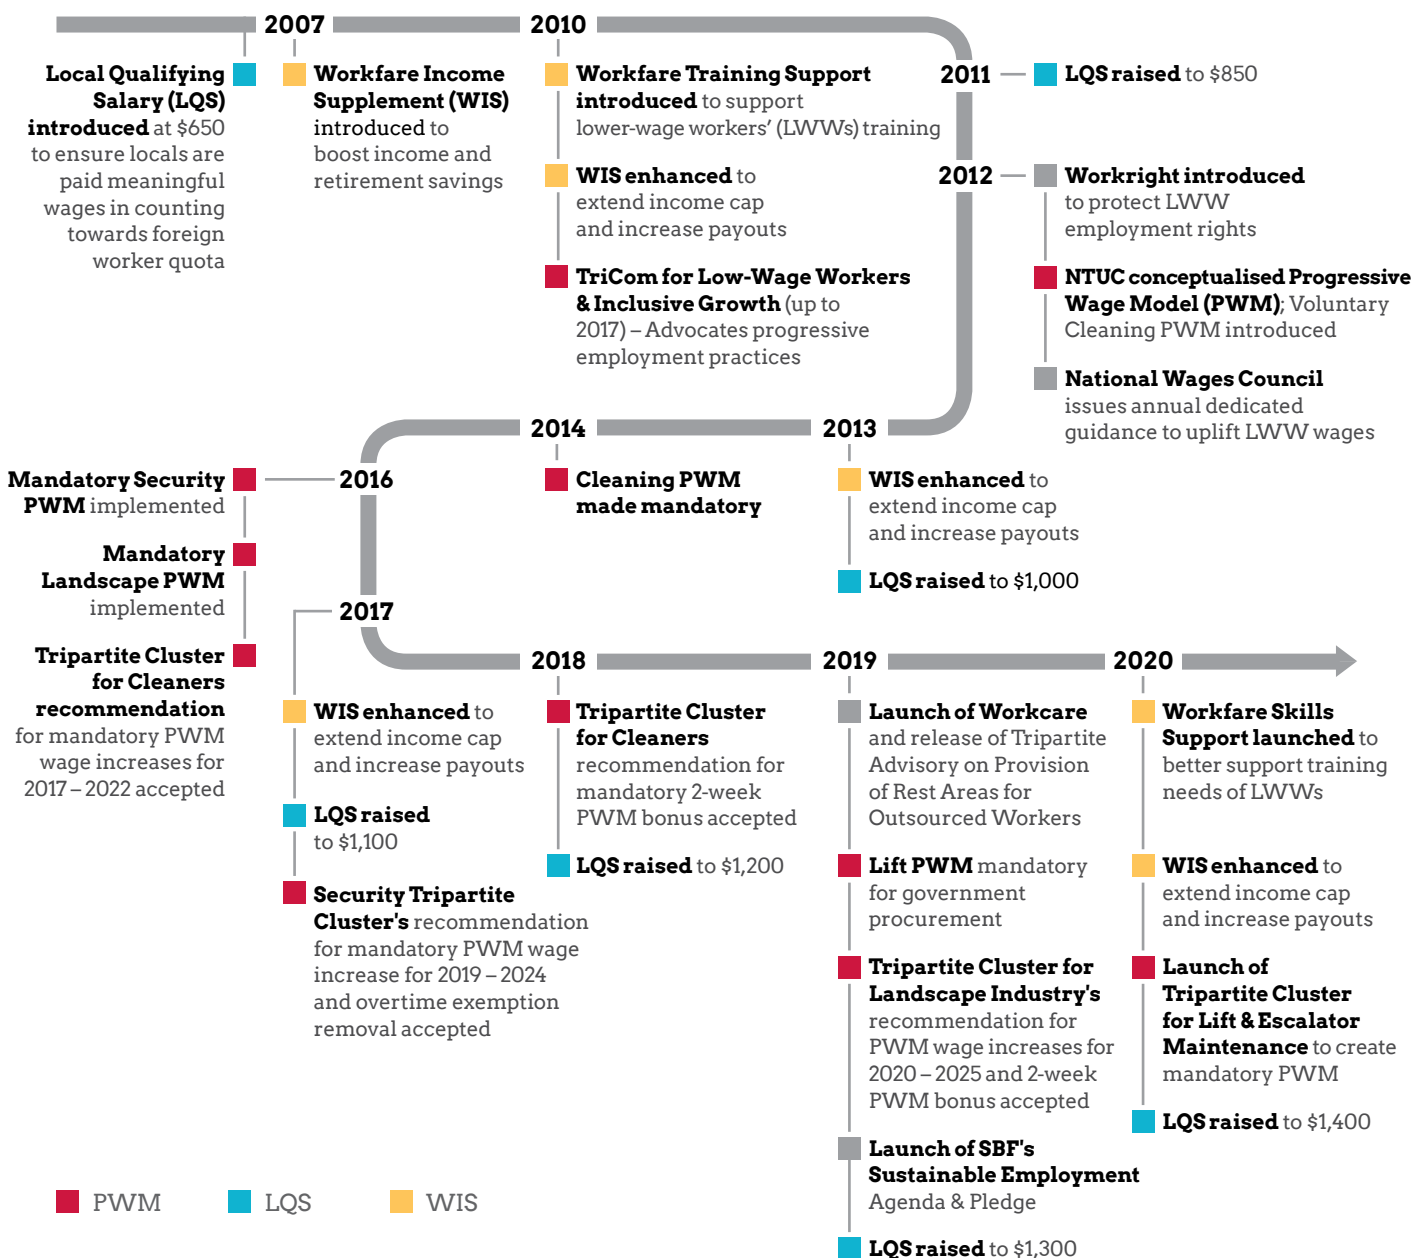 2007
Local Qualifying
Salary (LQS)
introduced at $650
to ensure locals are
paid meaningful
wages in counting
towards foreign
worker quota
Workfare Income
Supplement (WIS)
introduced to
boost income and
retirement savings
2010
Workfare Training Support
introduced to support
lower-wage workers’ (LWWs) training
WIS enhanced to
extend income cap
and increase payouts
TriCom for Low-Wage Workers
& Inclusive Growth (up to
2017) – Advocates progressive
employment practices
2011
LQS raised to $850
2012
Workright introduced
to protect LWW
employment rights
NTUC conceptualised Progressive
Wage Model (PWM); Voluntary
Cleaning PWM introduced
National Wages Council
issues annual dedicated
guidance to uplift LWW wages
2013
WIS enhanced to
extend income cap
and increase payouts
LQS raised to $1,000
2014
Cleaning PWM
made mandatory
2016
Mandatory Security
PWM implemented
Mandatory
Landscape PWM
implemented
Tripartite Cluster
for Cleaners
recommendation
for mandatory PWM
wage increases for
2017 – 2022 accepted
2017
WIS enhanced to
extend income cap
and increase payouts
LQS raised
to $1,100
Security Tripartite
Cluster's recommendation
for mandatory PWM wage
increase for 2019 – 2024
and overtime exemption
removal accepted
2018
Tripartite Cluster
for Cleaners
recommendation for
mandatory 2-week
PWM bonus accepted
LQS raised to $1,200
2019
Launch of Workcare
and release of Tripartite
Advisory on Provision
of Rest Areas for
Outsourced Workers
Lift PWM mandatory
for government
procurement
Tripartite Cluster for
Landscape Industry's
recommendation for
PWM wage increases for
2020 – 2025 and 2-week
PWM bonus accepted
Launch of SBF's
Sustainable Employment
Agenda & Pledge
LQS raised to $1,300
2020
Workfare Skills
Support launched to
better support training
needs of LWWs
WIS enhanced to
extend income cap
and increase payouts
Launch of
Tripartite Cluster
for Lift & Escalator
Maintenance to create
mandatory PWM
LQS raised to $1,400
PWM
LQS
WIS